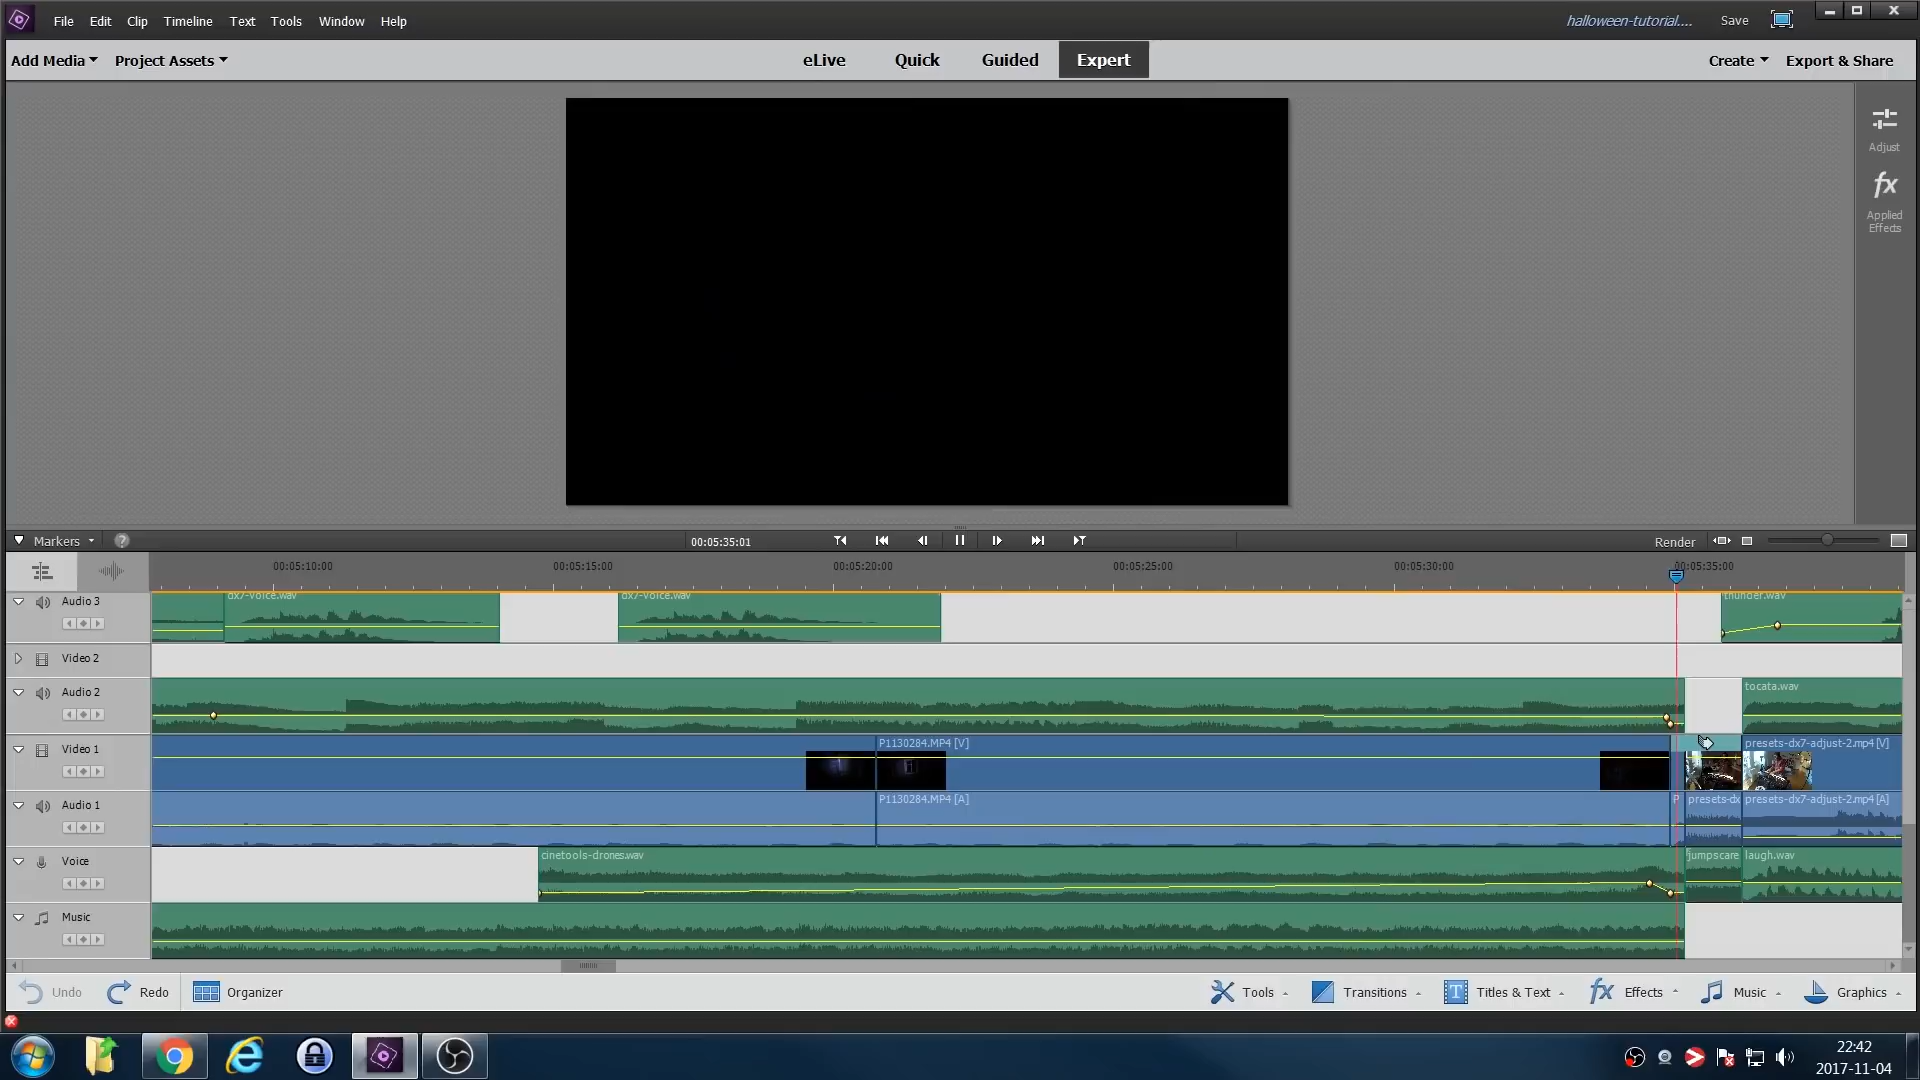 File Edit Clip Timeline Text Tools Window Help
halloween-tutorial.... Save
Add Media Project Assets
eLive Quick Guided Expert
Create Export & Share
Adjust
fx
Applied
Effects
Markers ? 00:05:35:01 Render
00:05:10:00 00:05:15:00 00:05:20:00 00:05:25:00 00:05:30:00 00:05:35:00
Audio 3
dx7-voice.wav dx7-voice.wav thunder.wav
Video 2
Audio 2
tocata.wav
Video 1
P1130284.MP4 [V] presets-dx7-adjust-2.mp4 [V]
Audio 1
P1130284.MP4 [A] P presets-dx presets-dx7-adjust-2.mp4 [A]
Voice
cinetools-drones.wav jumpscare laugh.wav
Music
Undo Redo Organizer
Tools Transitions T Titles & Text fx Effects Music Graphics
22:42
2017-11-04